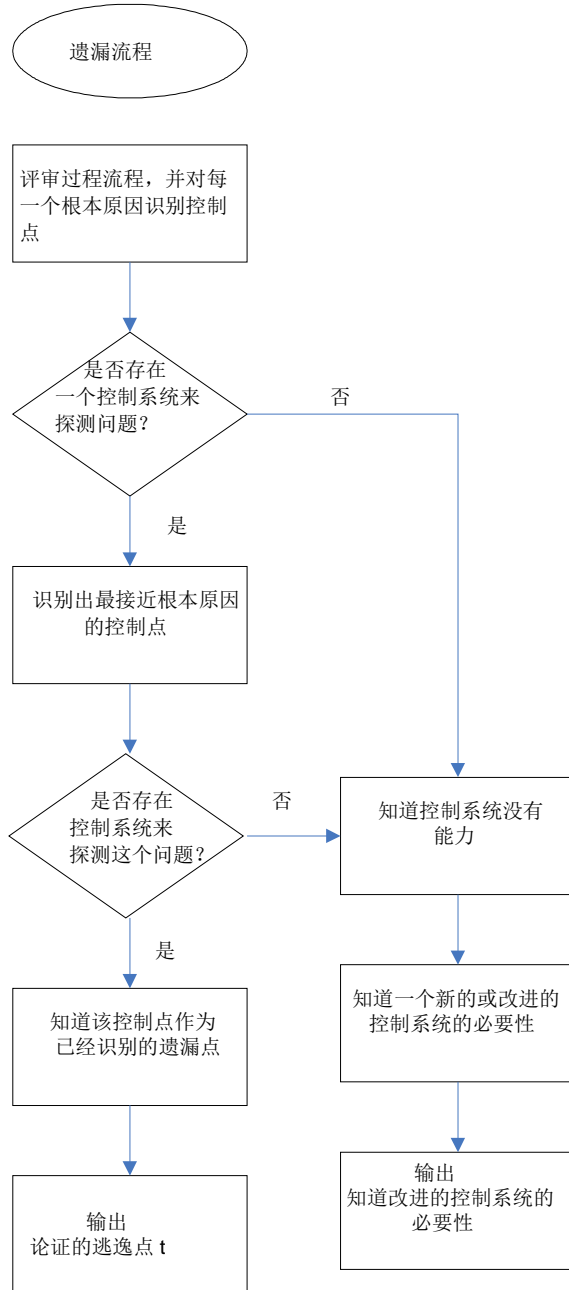 遗漏流程
评审过程流程，并对每
一个根本原因识别控制
点
是否存在
一个控制系统来
探测问题？
否
是
识别出最接近根本原因
的控制点
是否存在
控制系统来
探测这个问题？
否
知道控制系统没有
能力
是
知道该控制点作为
已经识别的遗漏点
知道一个新的或改进的
控制系统的必要性
输出
论证的逃逸点 t
输出
知道改进的控制系统的
必要性